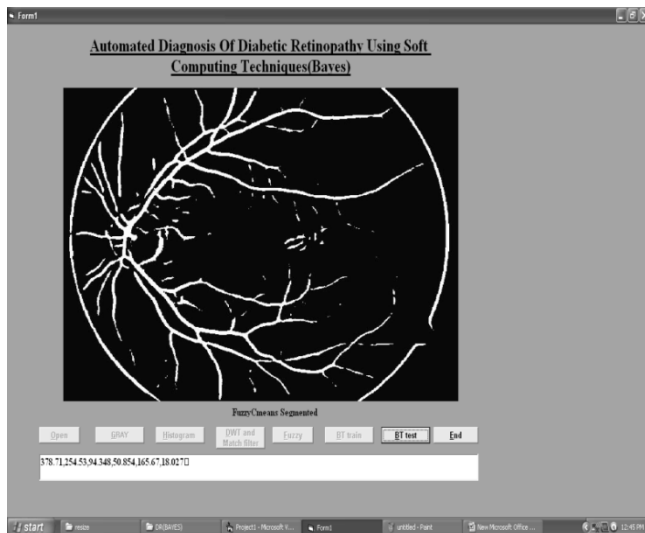 Form1
Automated Diagnosis Of Diabetic Retinopathy Using Soft
Computing Techniques(Bayes)
FuzzyCmeans Segmented
Open
GRAY
Histogram
DWT and
Match filter
Fuzzy
BT train
BT test
End
378.71,254.53,94.348,50.854,165.67,18.027
start
resize
DR(BAYES)
Project1 - Microsoft V...
Form1
untitled - Paint
New Microsoft Office ...
12:45 PM